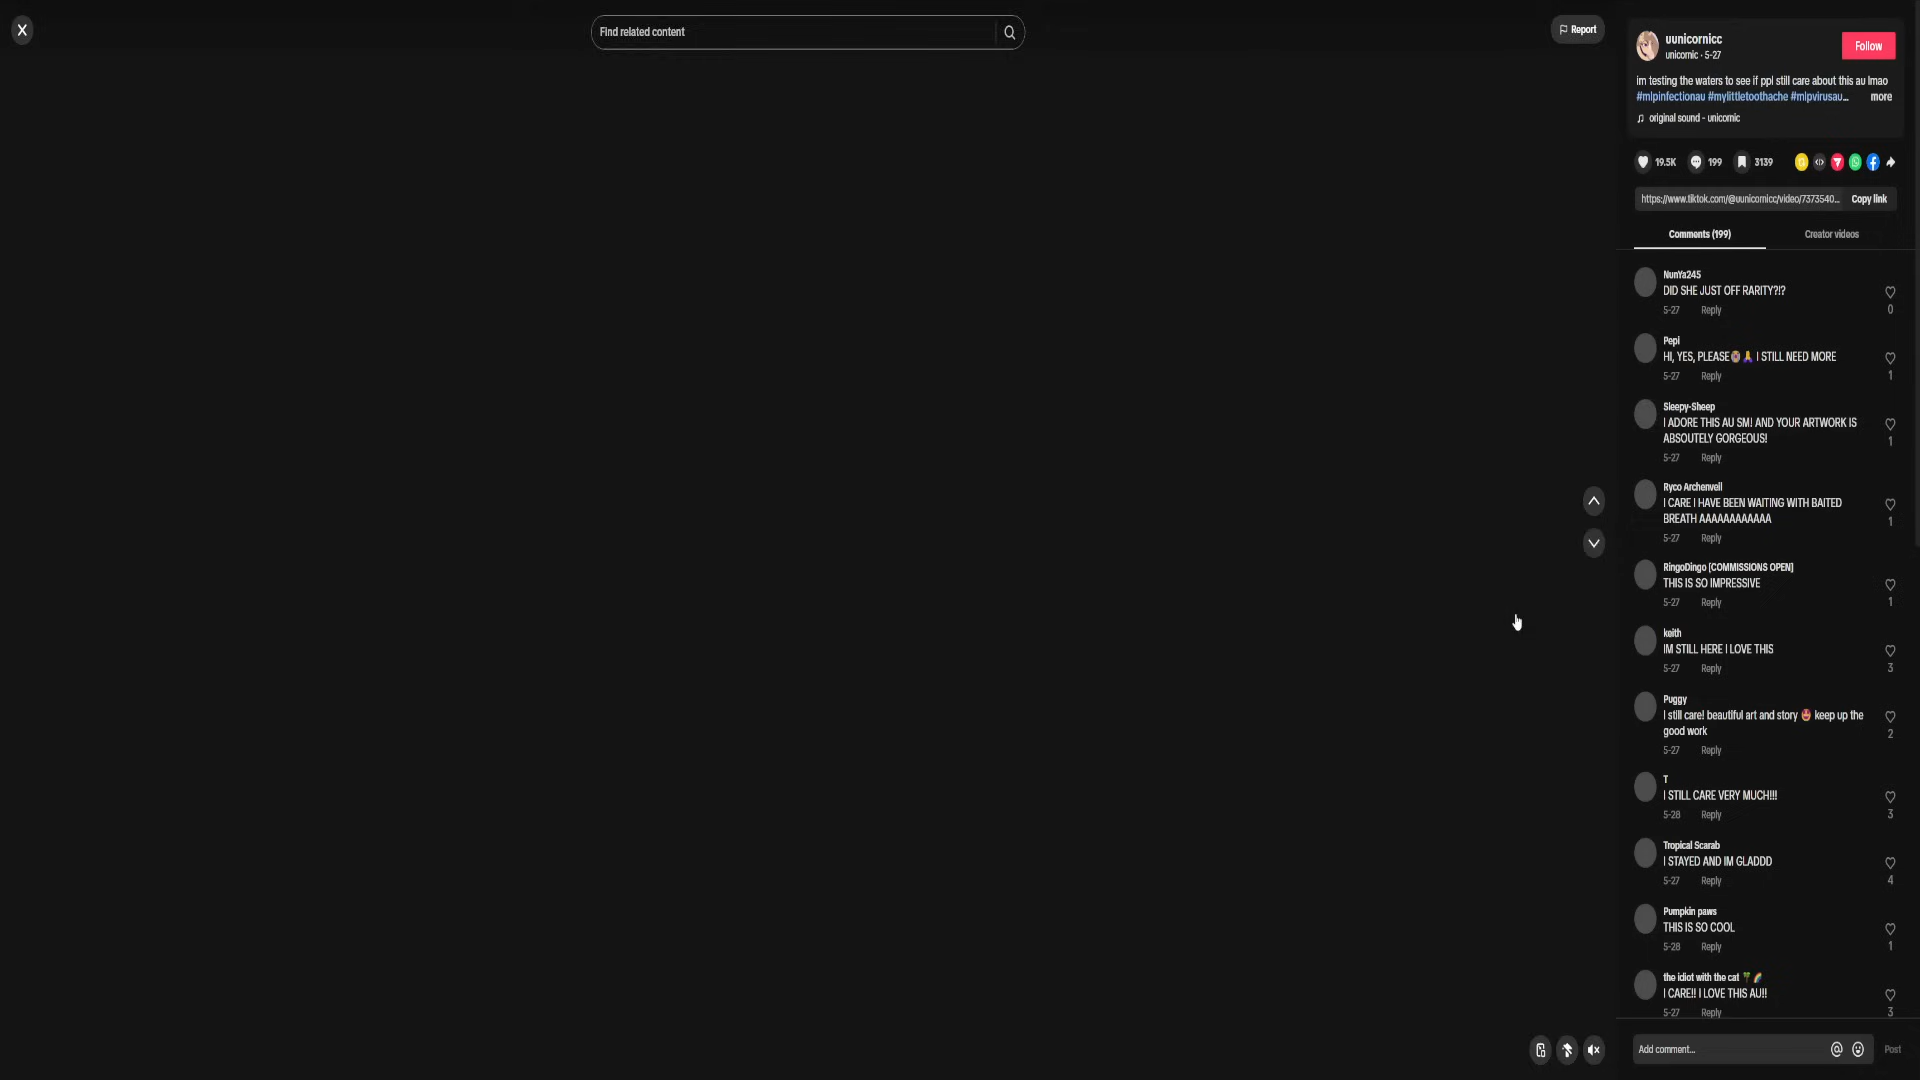 Find related content
Report
uunicornicc
unicornic · 5-27
Follow
im testing the waters to see if ppl still care about this au lmao
#mlpinfectionau #mylittletoothache #mlpvirusau... more
original sound - unicornic
19.5K 199 3139
https://www.tiktok.com/@uunicornicc/video/7373540... Copy link
Comments (199) Creator videos
NunYa245
DID SHE JUST OFF RARITY?!?
5-27 Reply
0
Pepi
HI, YES, PLEASE I STILL NEED MORE
5-27 Reply
1
Sleepy-Sheep
I ADORE THIS AU SM! AND YOUR ARTWORK IS
ABSOUTELY GORGEOUS!
5-27 Reply
1
Ryco Archenveil
I CARE I HAVE BEEN WAITING WITH BAITED
BREATH AAAAAAAAAAAA
5-27 Reply
1
RingoDingo [COMMISSIONS OPEN]
THIS IS SO IMPRESSIVE
5-27 Reply
1
keith
IM STILL HERE I LOVE THIS
5-27 Reply
3
Puggy
I still care! beautiful art and story 🤩 keep up the
good work
5-27 Reply
2
T
I STILL CARE VERY MUCH!!!
5-28 Reply
3
Tropical Scarab
I STAYED AND IM GLADDD
5-27 Reply
4
Pumpkin paws
THIS IS SO COOL
5-28 Reply
1
the idiot with the cat 🌴🌈
I CARE!! I LOVE THIS AU!!
5-27 Reply
3
Add comment... Post